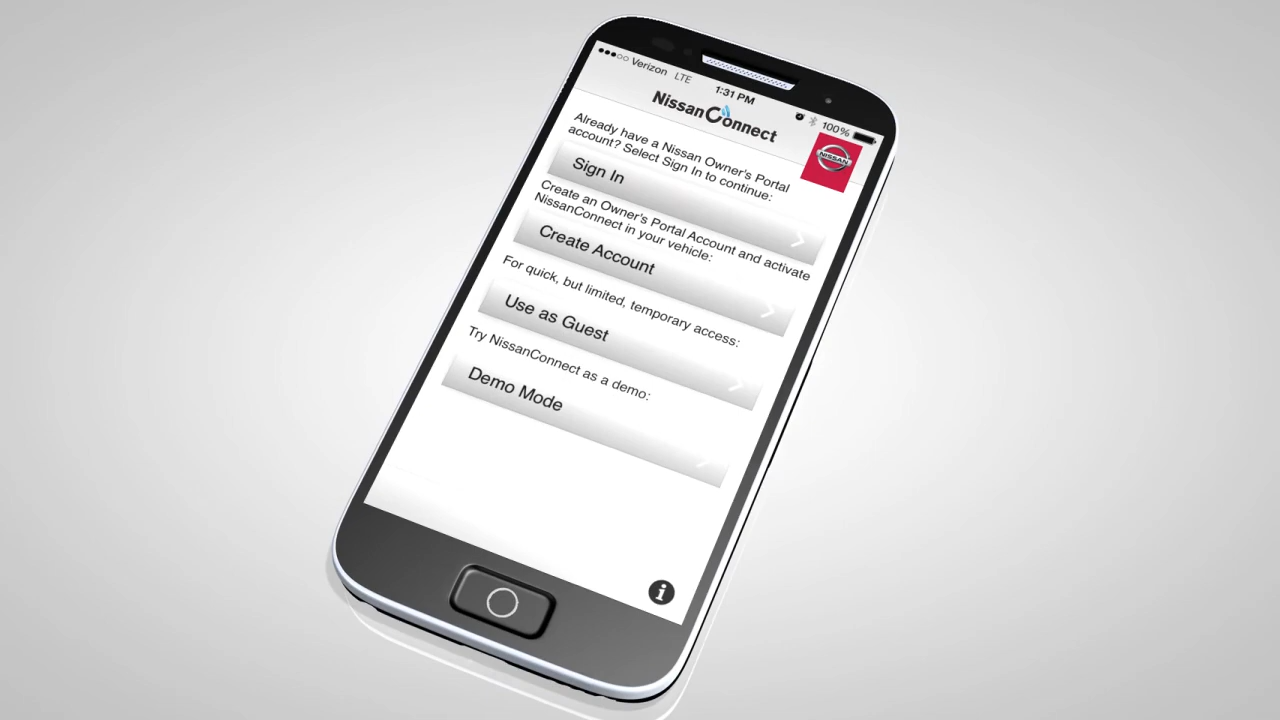 Verizon LTE 1:31 PM 100%
NissanConnect
NISSAN
Already have a Nissan Owner's Portal
account? Select Sign In to continue:
Sign In
Create an Owner's Portal Account and activate
NissanConnect in your vehicle:
Create Account
For quick, but limited, temporary access:
Use as Guest
Try NissanConnect as a demo:
Demo Mode
i